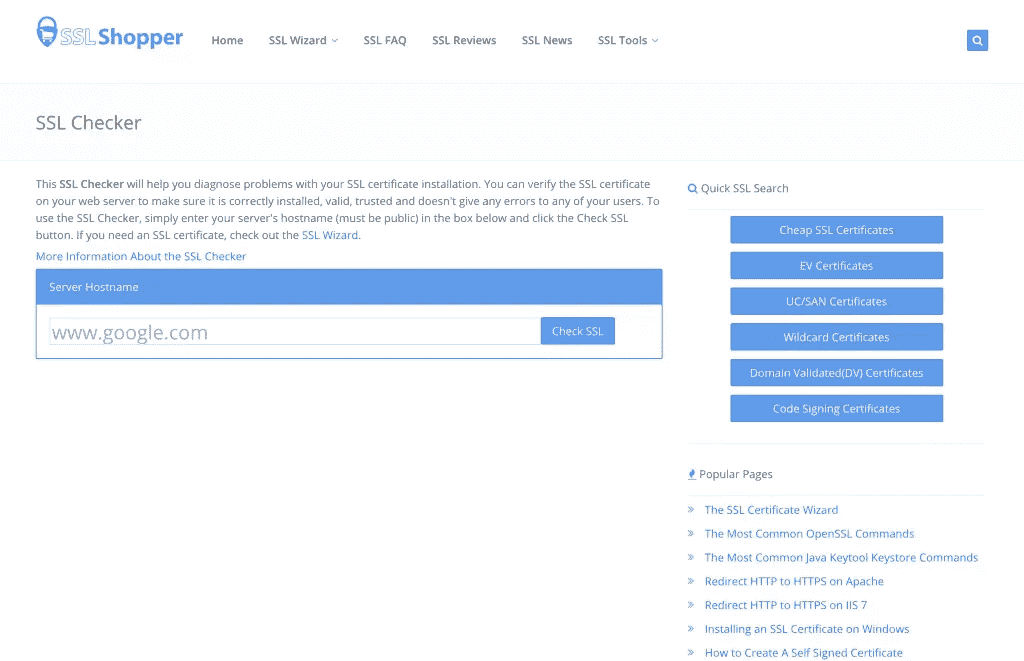 SSLShopper Home SSL Wizard SSL FAQ SSL Reviews SSL News SSL Tools
SSL Checker
This SSL Checker will help you diagnose problems with your SSL certificate installation. You can verify the SSL certificate
on your web server to make sure it is correctly installed, valid, trusted and doesn't give any errors to any of your users. To
use the SSL Checker, simply enter your server's hostname (must be public) in the box below and click the Check SSL
button. If you need an SSL certificate, check out the SSL Wizard.
More Information About the SSL Checker
Server Hostname
www.google.com Check SSL
Quick SSL Search
Cheap SSL Certificates
EV Certificates
UC/SAN Certificates
Wildcard Certificates
Domain Validated(DV) Certificates
Code Signing Certificates
Popular Pages
» The SSL Certificate Wizard
» The Most Common OpenSSL Commands
» The Most Common Java Keytool Keystore Commands
» Redirect HTTP to HTTPS on Apache
» Redirect HTTP to HTTPS on IIS 7
» Installing an SSL Certificate on Windows
» How to Create A Self Signed Certificate